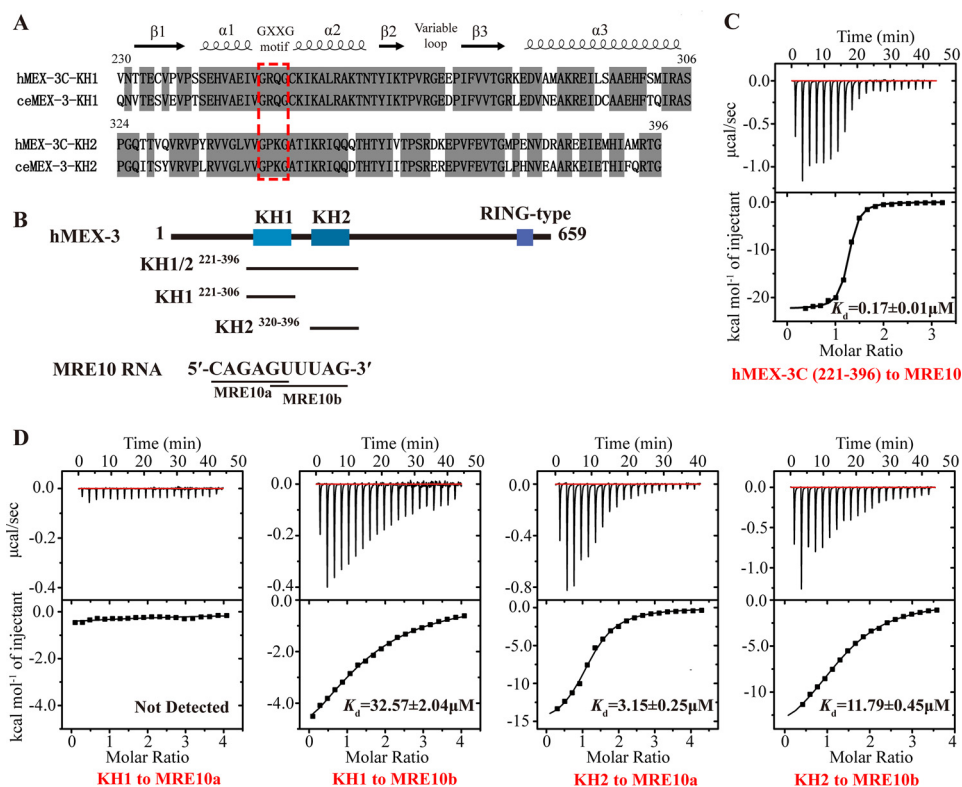 A
β1 α1 GXXG motif α2 β2 Variable loop β3 α3
230 306
hMEX-3C-KH1 VNTTECVPVPSSEHVAEIVGRQGCKIKALRAKTNTYIKTPVRGEEPIFVVTGRKEDVAMAKREILSAAEHFSMIRAS
ceMEX-3-KH1 QNVTESVEVPTSEHVAEIVGRQGCKIKALRAKTNTYIKTPVRGEDPVFVVTGRLEDVNEAKREIDCAAEHFTQIRAS
324 396
hMEX-3C-KH2 PGQTTVQVRVPYRVVGLVVGPKGATIKRIQQQTHTYIVTPSRDKEPVFEVTGMPENVDRAREEIEMHIAMRTG
ceMEX-3-KH2 PGQITSYVRVPLRVVGLVVGPKGATIKRIQQDTHTYIITPSREREPVFEVTGLPHNVEAARKEIETHIFQRTG
B
KH1 KH2 RING-type
hMEX-3 1 659
KH1/2 221-396
KH1 221-306
KH2 320-396
MRE10 RNA 5′-CAGAGUUUAG-3′
MRE10a MRE10b
C
Time (min)
0 10 20 30 40 50
0.0
-0.5
-1.0
µcal/sec
0
-10
-20
kcal mol⁻¹ of injectant
Kd=0.17±0.01µM
0 1 2 3
Molar Ratio
hMEX-3C (221-396) to MRE10
D
Time (min)
0 10 20 30 40 50
0.0
-0.2
-0.4
µcal/sec
0.0
-2.0
-4.0
kcal mol⁻¹ of injectant
Not Detected
0 1 2 3 4
Molar Ratio
KH1 to MRE10a
Time (min)
0 10 20 30 40 50
0.0
-0.2
-0.4
0.0
-2.0
-4.0
Kd=32.57±2.04µM
0 1 2 3 4
Molar Ratio
KH1 to MRE10b
Time (min)
0 10 20 30 40
0.0
-0.4
-0.8
0.0
-5
-10
-15
Kd=3.15±0.25µM
0 1 2 3 4
Molar Ratio
KH2 to MRE10a
Time (min)
0 10 20 30 40 50
0.0
-0.5
-1.0
0.0
-5
-10
Kd=11.79±0.45µM
0 1 2 3 4
Molar Ratio
KH2 to MRE10b